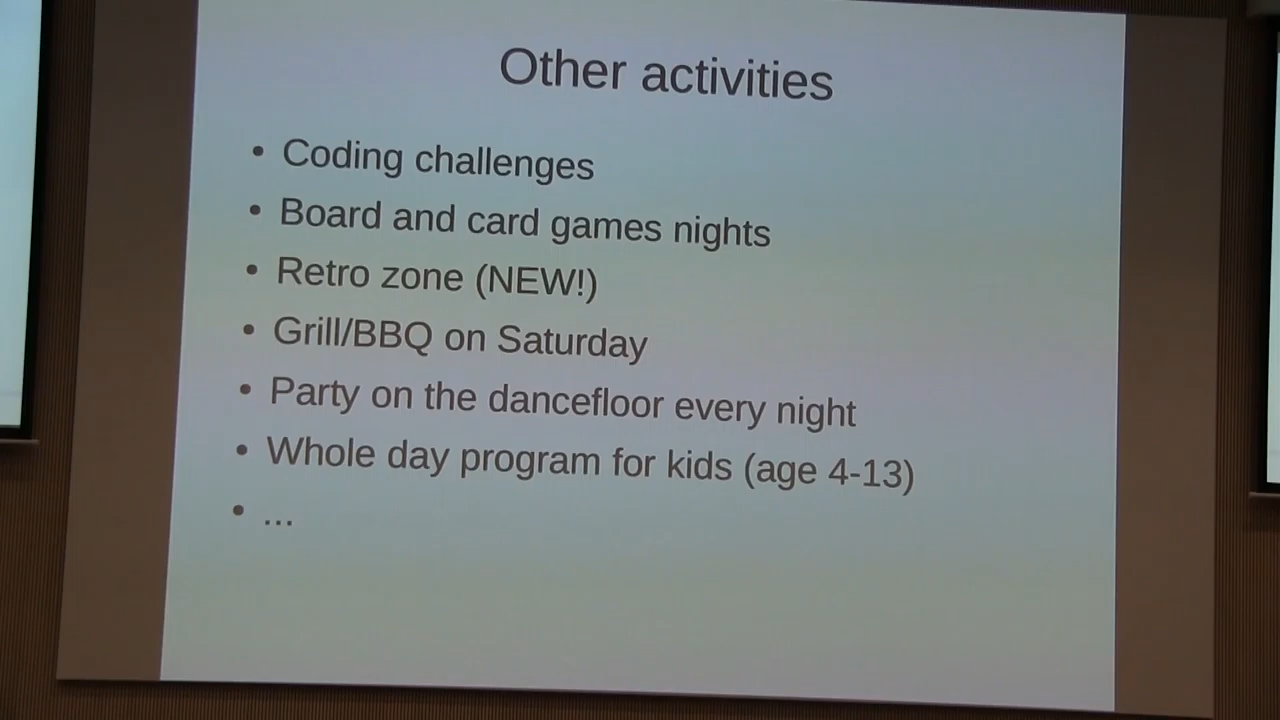 Other activities
• Coding challenges
• Board and card games nights
• Retro zone (NEW!)
• Grill/BBQ on Saturday
• Party on the dancefloor every night
• Whole day program for kids (age 4-13)
• ...